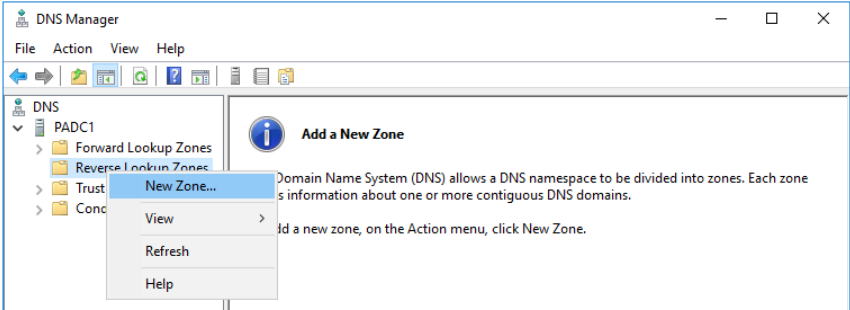 DNS Manager
File Action View Help
DNS
PADC1
Forward Lookup Zones
Reverse Lookup Zones
Trust
Cond
New Zone...
View
Refresh
Help
Add a New Zone
Domain Name System (DNS) allows a DNS namespace to be divided into zones. Each zone
s information about one or more contiguous DNS domains.
dd a new zone, on the Action menu, click New Zone.